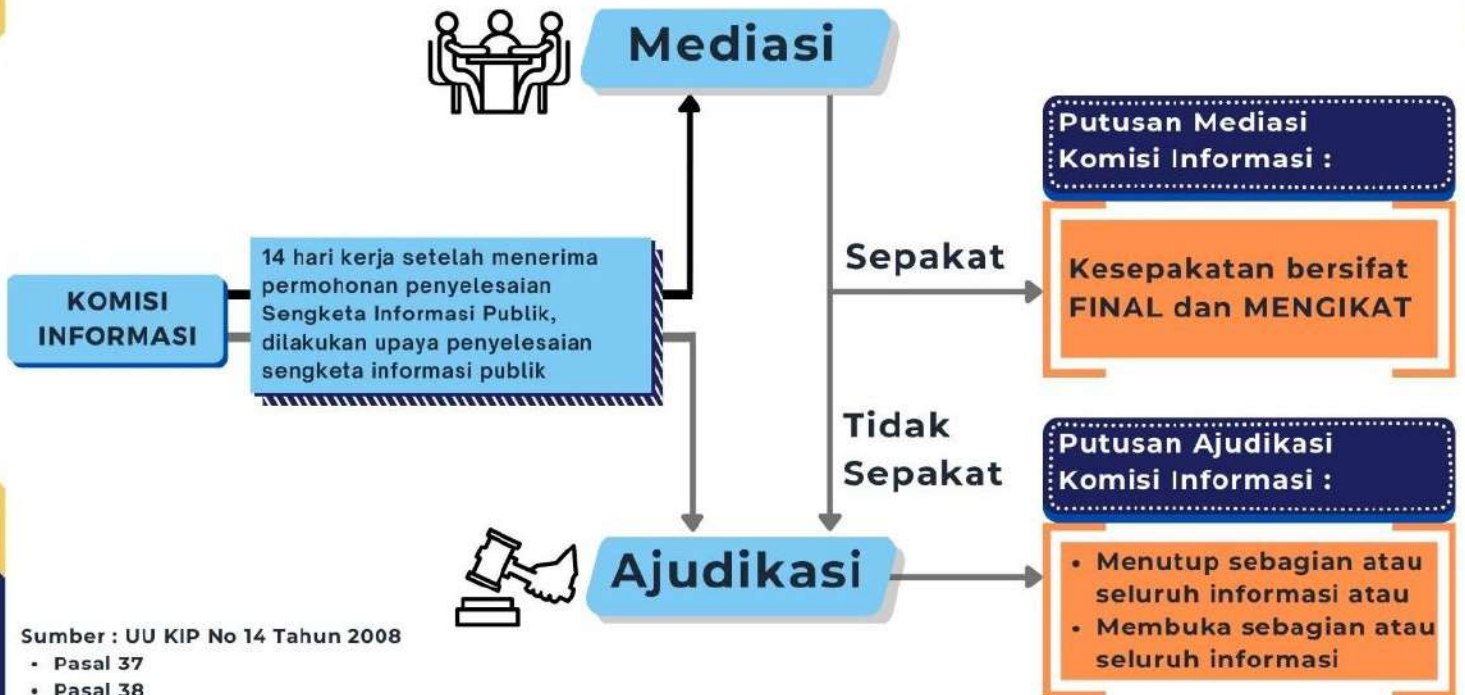 Mediasi
KOMISI
INFORMASI
14 hari kerja setelah menerima
permohonan penyelesaian
Sengketa Informasi Publik,
dilakukan upaya penyelesaian
sengketa informasi publik
Sepakat
Putusan Mediasi
Komisi Informasi :
Kesepakatan bersifat
FINAL dan MENGIKAT
Tidak
Sepakat
Ajudikasi
Putusan Ajudikasi
Komisi Informasi :
• Menutup sebagian atau
seluruh informasi atau
• Membuka sebagian atau
seluruh informasi
Sumber : UU KIP No 14 Tahun 2008
• Pasal 37
• Pasal 38